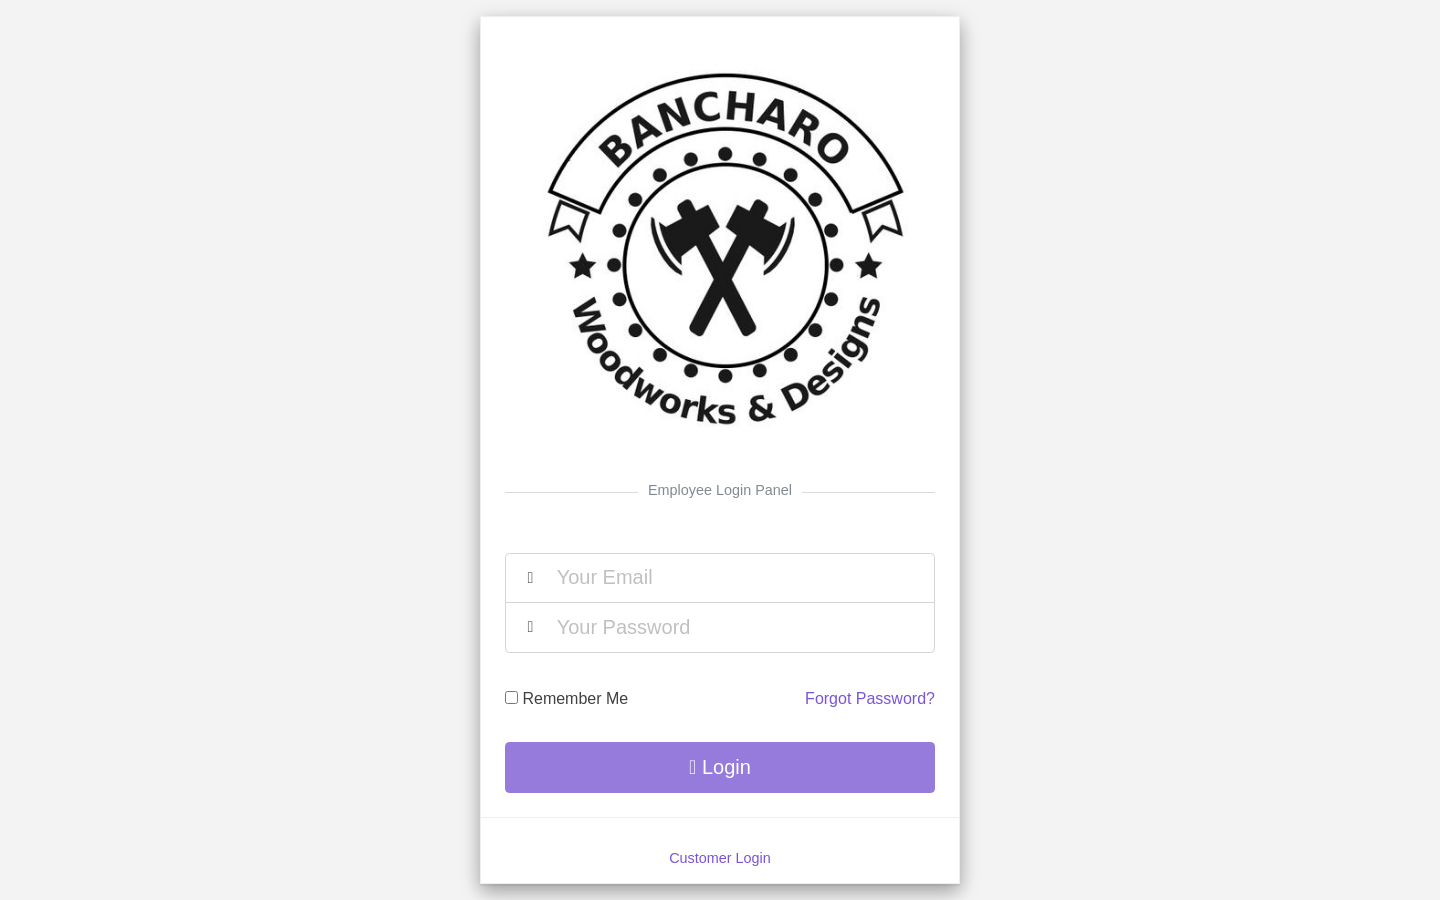 BANCHARO
Woodworks & Designs
Employee Login Panel
Your Email
Your Password
Remember Me
Forgot Password?
Login
Customer Login